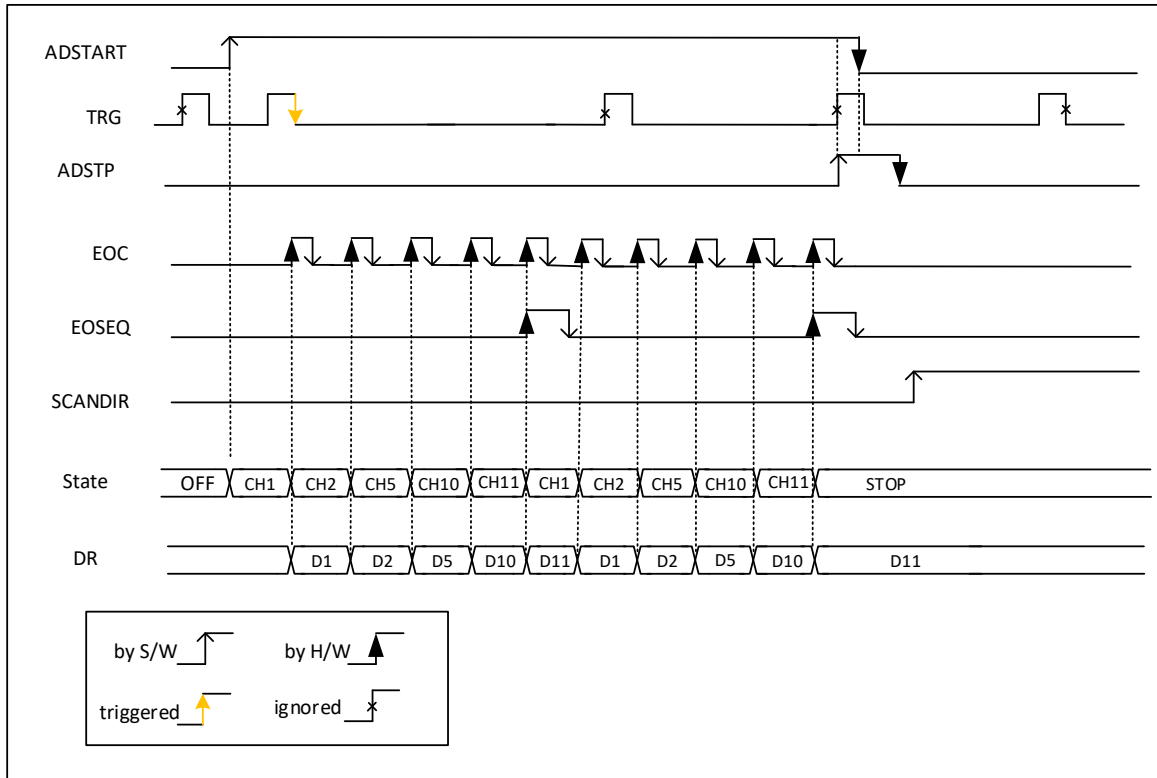 ADSTART
TRG
ADSTP
EOC
EOSEQ
SCANDIR
State OFF CH1 CH2 CH5 CH10 CH11 CH1 CH2 CH5 CH10 CH11 STOP
DR D1 D2 D5 D10 D11 D1 D2 D5 D10 D11
by S/W by H/W
triggered ignored